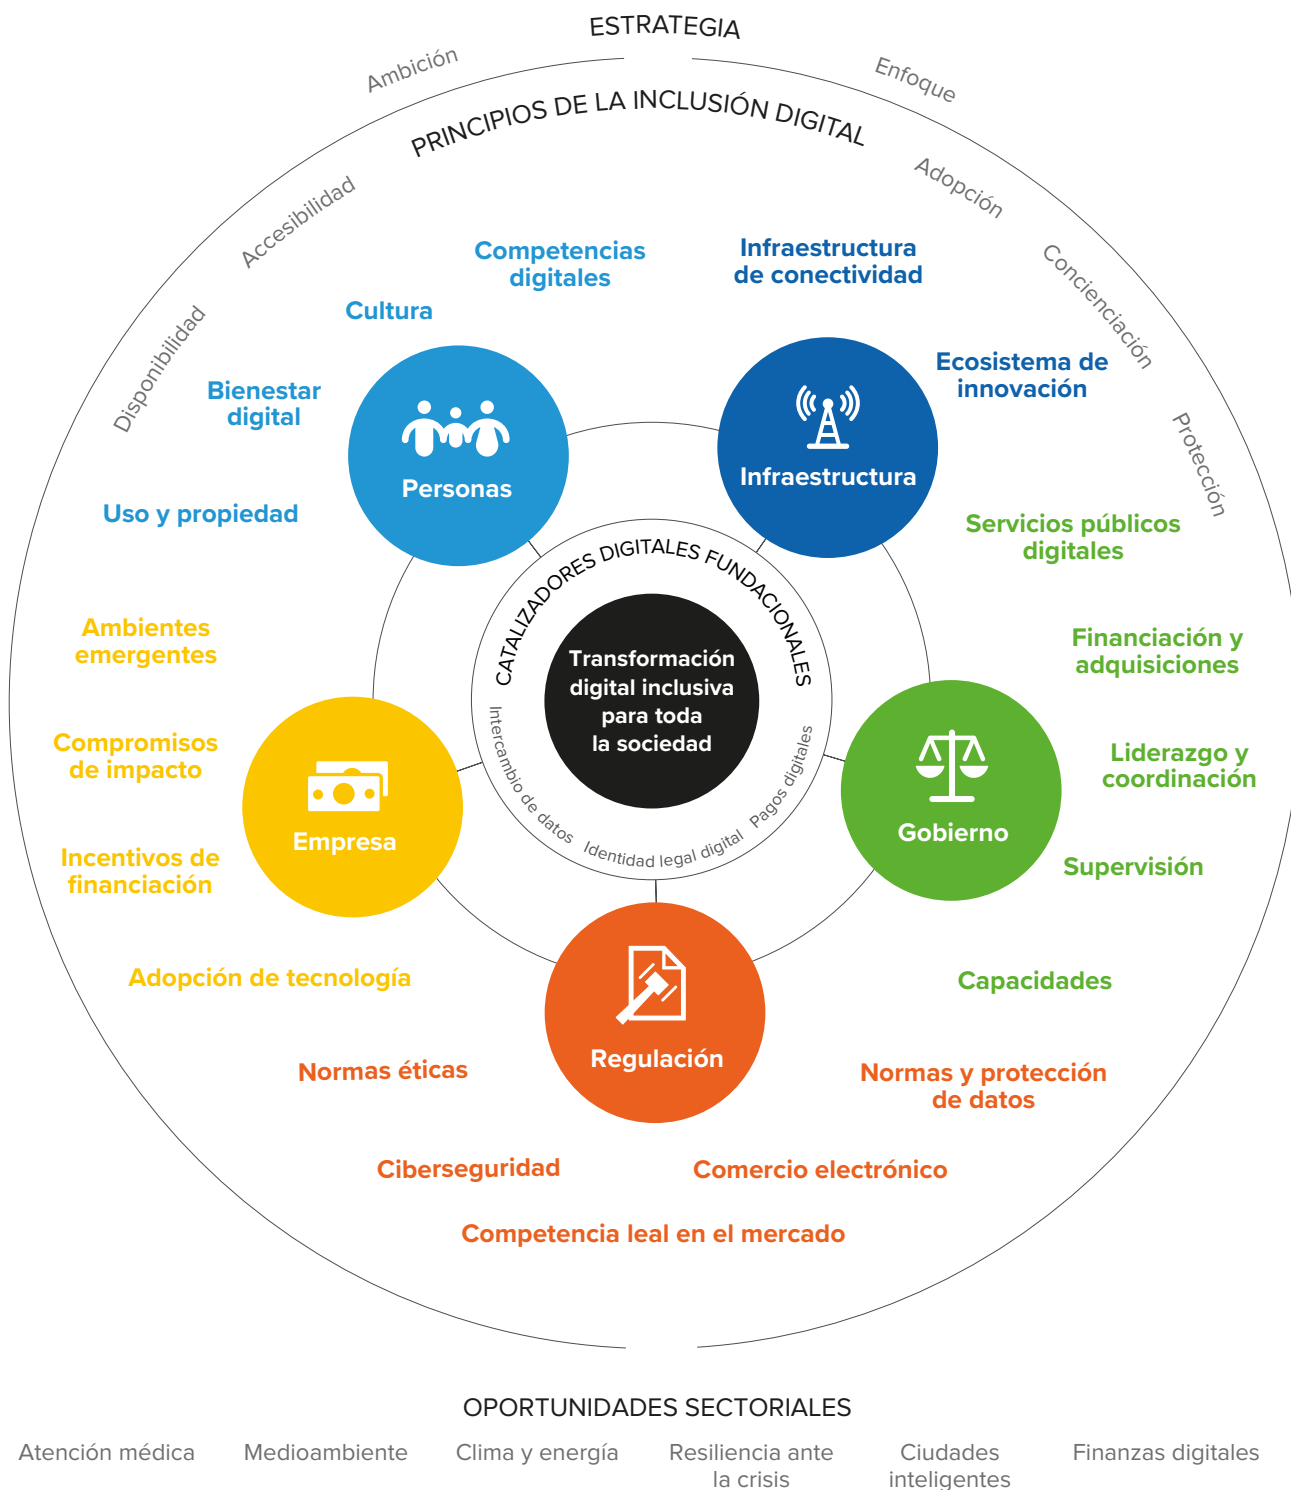 ESTRATEGIA
Ambición
Enfoque
PRINCIPIOS DE LA INCLUSIÓN DIGITAL
Disponibilidad
Accesibilidad
Adopción
Concienciación
Protección
Competencias
digitales
Cultura
Bienestar
digital
Uso y propiedad
Personas
Infraestructura
de conectividad
Ecosistema de
innovación
Infraestructura
Servicios públicos
digitales
Financiación y
adquisiciones
Liderazgo y
coordinación
Supervisión
Capacidades
Gobierno
CATALIZADORES DIGITALES FUNDACIONALES
Transformación
digital inclusiva
para toda
la sociedad
Intercambio de datos
Identidad legal digital
Pagos digitales
Ambientes
emergentes
Compromisos
de impacto
Incentivos de
financiación
Adopción de tecnología
Empresa
Regulación
Normas éticas
Normas y protección
de datos
Ciberseguridad
Comercio electrónico
Competencia leal en el mercado
OPORTUNIDADES SECTORIALES
Atención médica
Medioambiente
Clima y energía
Resiliencia ante
la crisis
Ciudades
inteligentes
Finanzas digitales